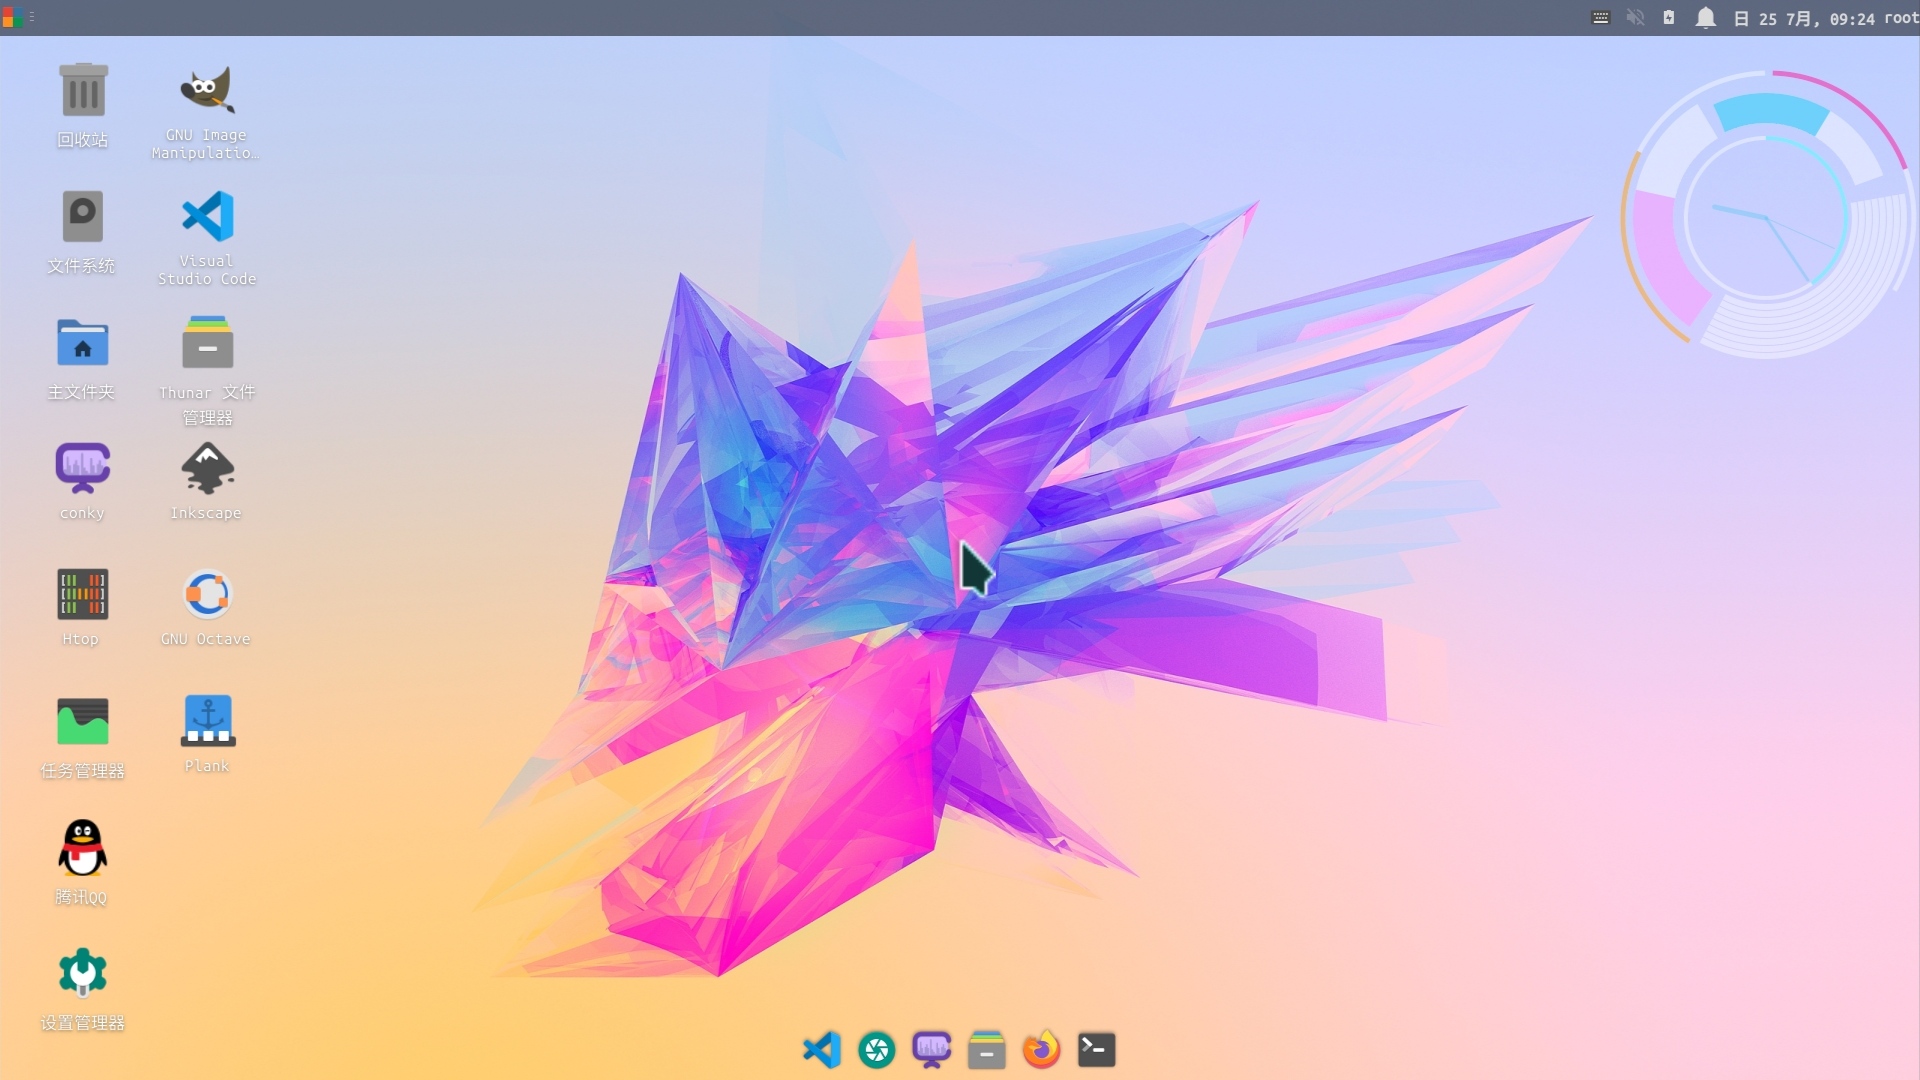 日 25 7月, 09:24 root
回收站
GNU Image
Manipulatio…
文件系统
Visual
Studio Code
主文件夹
Thunar 文件
管理器
conky
Inkscape
Htop
GNU Octave
任务管理器
Plank
腾讯QQ
设置管理器